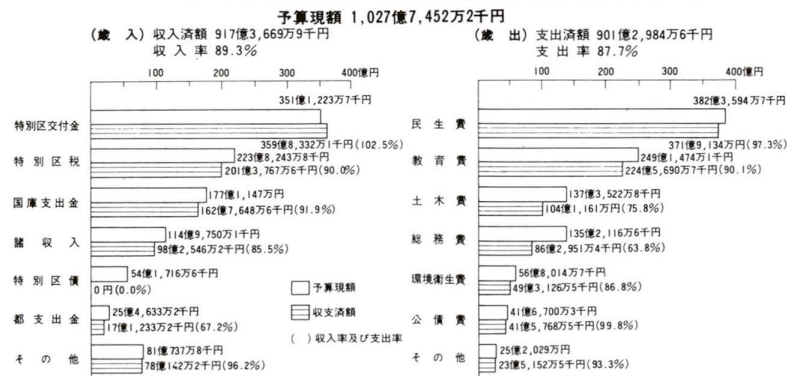 予算現額 1,027億7,452万2千円
(歳 入) 収入済額 917億3,669万9千円
収入率 89.3%
100 200 300 400億円
特別区交付金
351億1,223万7千円
359億8,332万1千円(102.5%)
特別区税
223億8,243万8千円
201億3,767万6千円(90.0%)
国庫支出金
177億1,147万円
162億7,648万6千円(91.9%)
諸収入
114億9,750万1千円
98億2,546万2千円(85.5%)
特別区債
54億1,716万6千円
0円(0.0%)
都支出金
25億4,633万2千円
17億1,233万2千円(67.2%)
その他
81億737万8千円
78億142万2千円(96.2%)
予算現額
収支済額
( ) 収入率及び支出率
(歳 出) 支出済額 901億2,984万6千円
支出率 87.7%
100 200 300 400億円
民生費
382億3,594万7千円
371億9,134万円(97.3%)
教育費
249億1,474万1千円
224億5,690万7千円(90.1%)
土木費
137億3,522万8千円
104億1,161万円(75.8%)
総務費
135億2,116万6千円
86億2,951万4千円(63.8%)
環境衛生費
56億8,014万7千円
49億3,126万5千円(86.8%)
公債費
41億6,700万3千円
41億5,768万5千円(99.8%)
その他
25億2,029万円
23億5,152万5千円(93.3%)